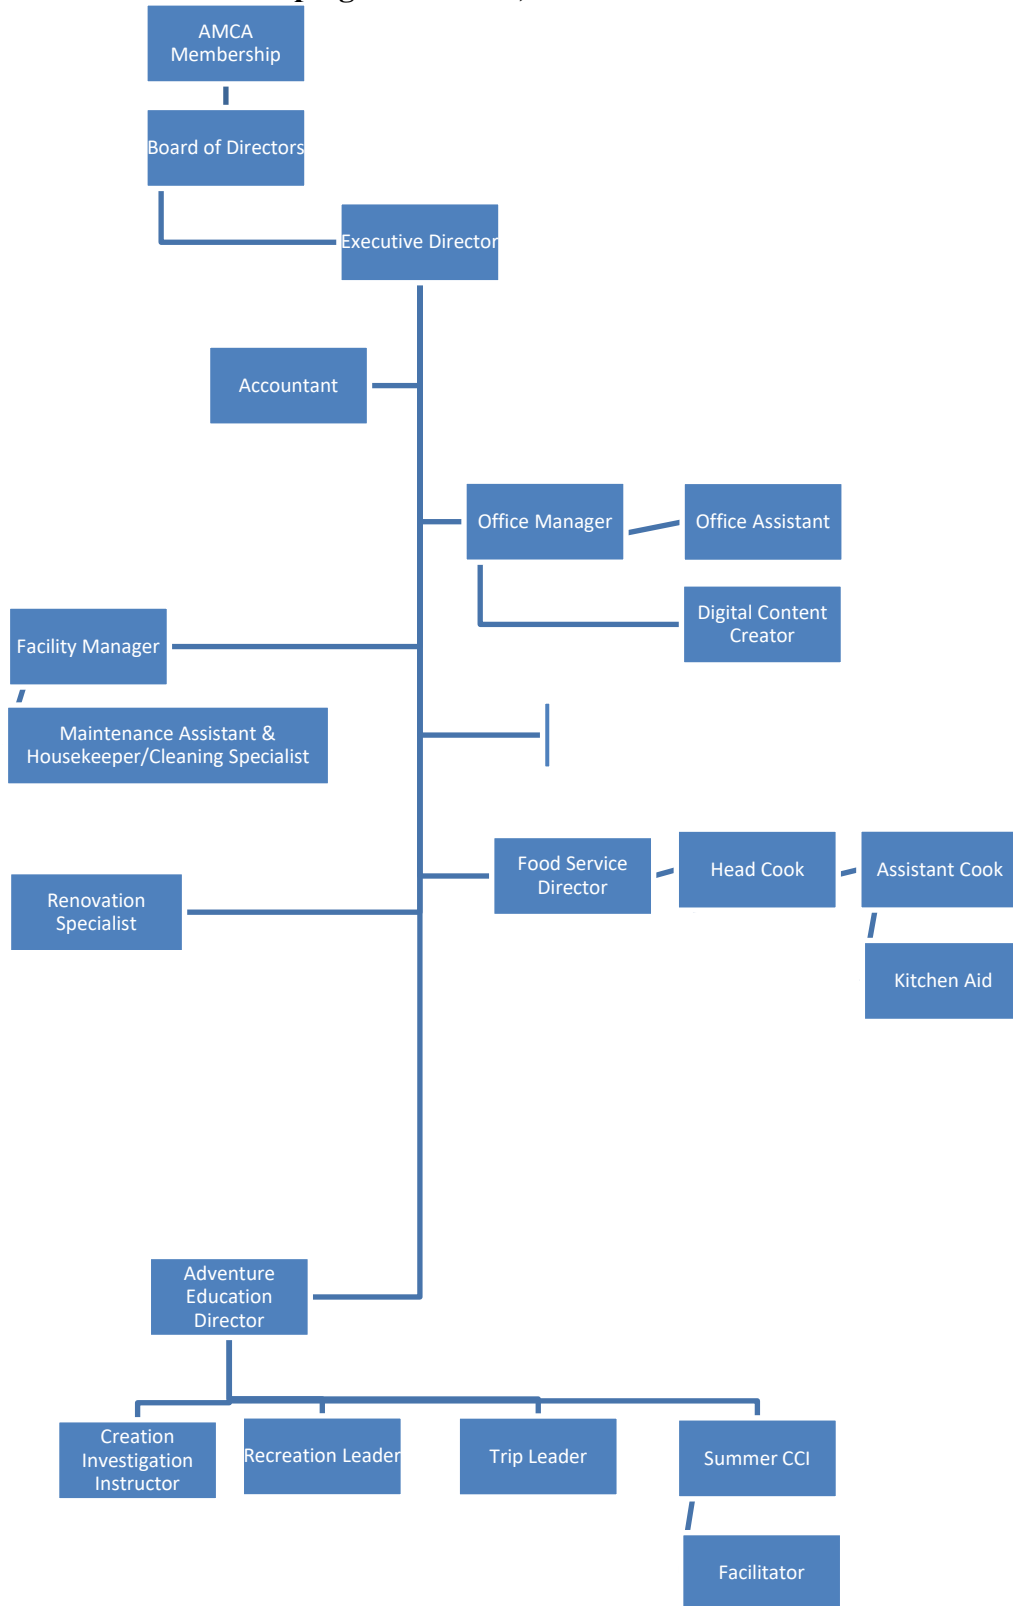 AMCA
Membership
Board of Directors
Executive Director
Accountant
Office Manager
Office Assistant
Digital Content
Creator
Facility Manager
Maintenance Assistant &
Housekeeper/Cleaning Specialist
Food Service
Director
Head Cook
Assistant Cook
Renovation
Specialist
Kitchen Aid
Adventure
Education
Director
Creation
Investigation
Instructor
Recreation Leader
Trip Leader
Summer CCI
Facilitator